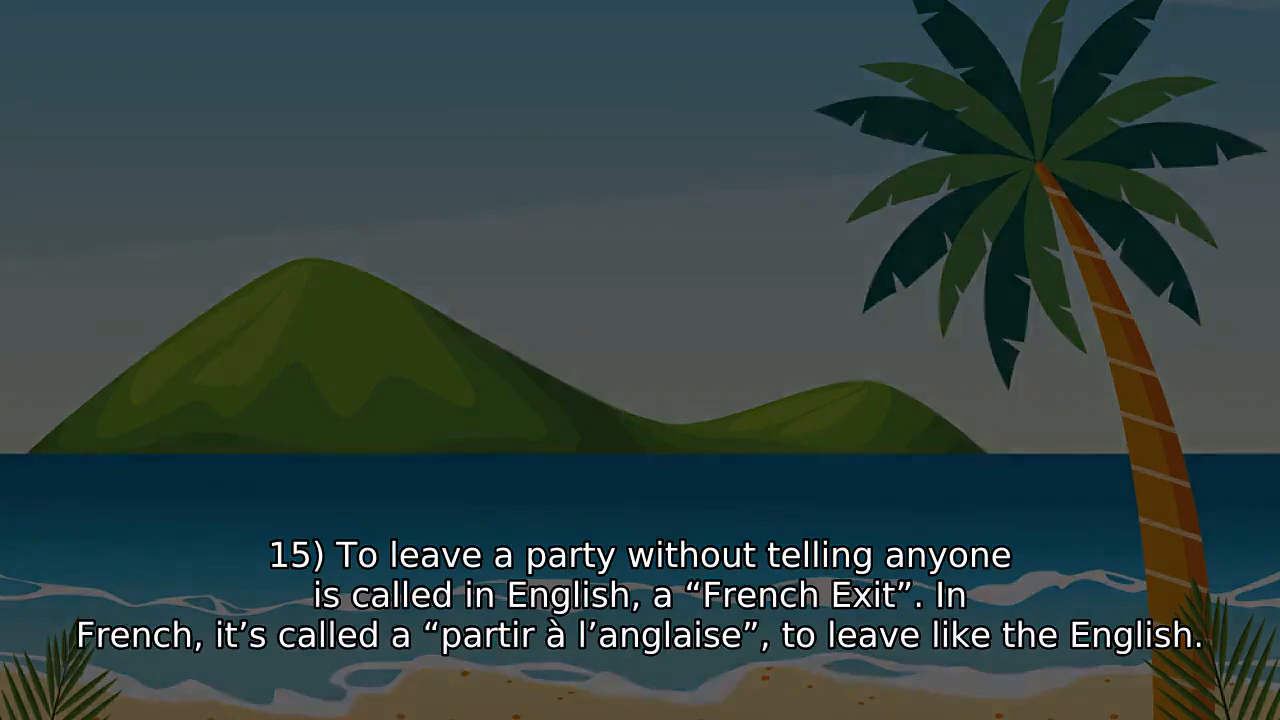 15) To leave a party without telling anyone
is called in English, a “French Exit”. In
French, it’s called a “partir à l’anglaise”, to leave like the English.